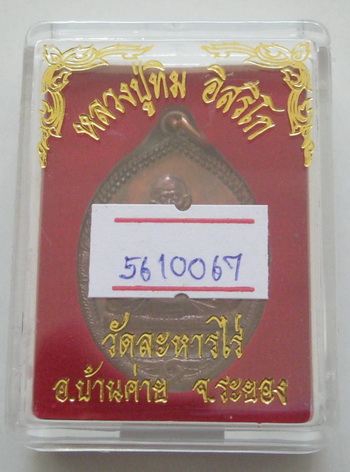 หลวงปู่ทิม อิสริโก
5610067
วัดละหารไร่
อ.บ้านค่าย จ.ระยอง